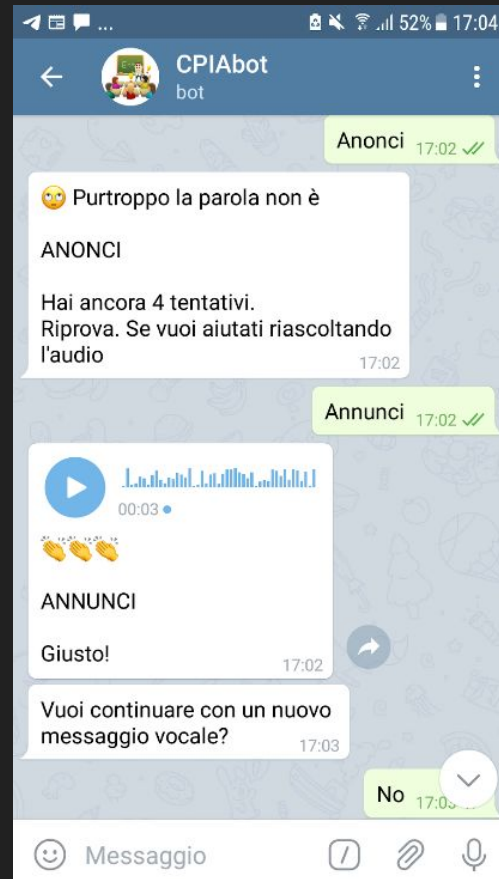 ... 52% 17:04
CPIAbot
bot
Anonci 17:02
🙄 Purtroppo la parola non è
ANONCI
Hai ancora 4 tentativi.
Riprova. Se vuoi aiutati riascoltando
l'audio
17:02
Annunci 17:02
00:03
👏👏👏
ANNUNCI
Giusto!
17:02
Vuoi continuare con un nuovo
messaggio vocale?
17:03
No
Messaggio